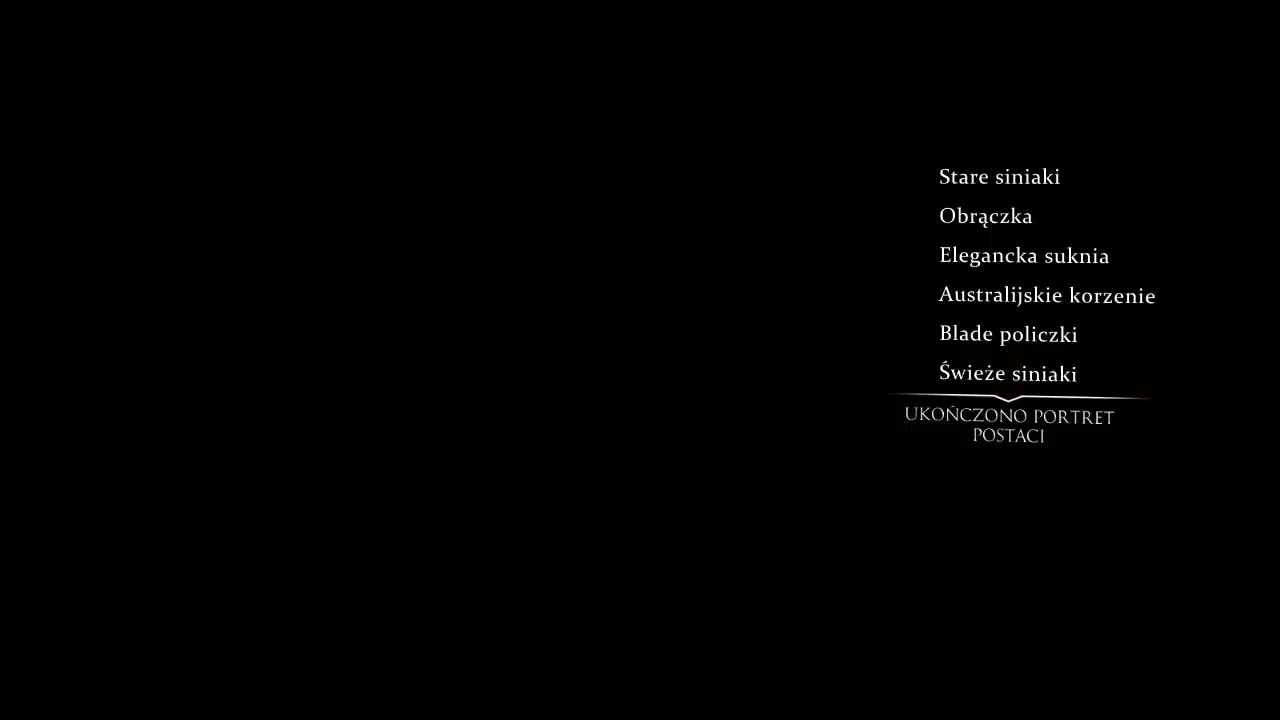 Stare siniaki
Obrączka
Elegancka suknia
Australijskie korzenie
Blade policzki
Świeże siniaki
UKOŃCZONO PORTRET
POSTACI